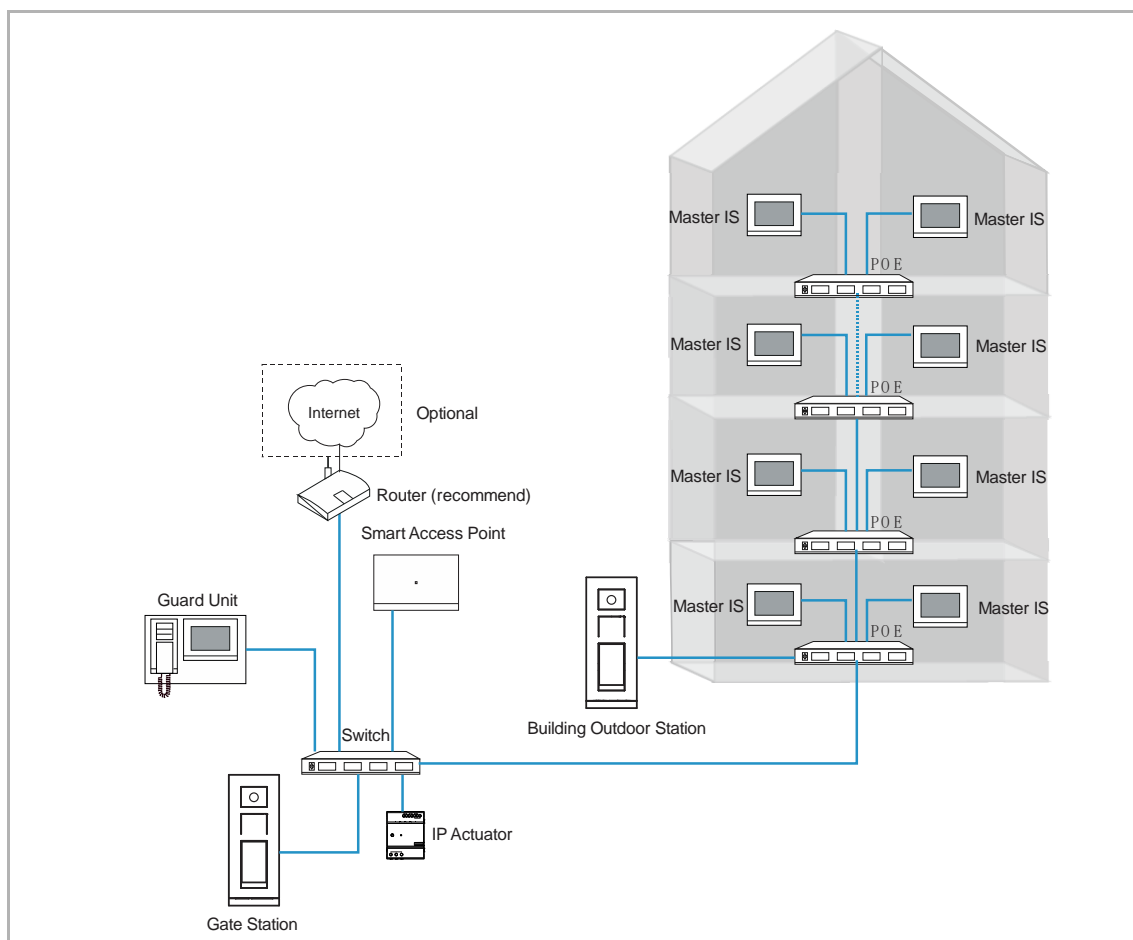 Master IS
Master IS
POE
Master IS
Master IS
POE
Internet
Optional
Master IS
Master IS
Router (recommend)
POE
Smart Access Point
Guard Unit
Master IS
Master IS
POE
Building Outdoor Station
Switch
IP Actuator
Gate Station